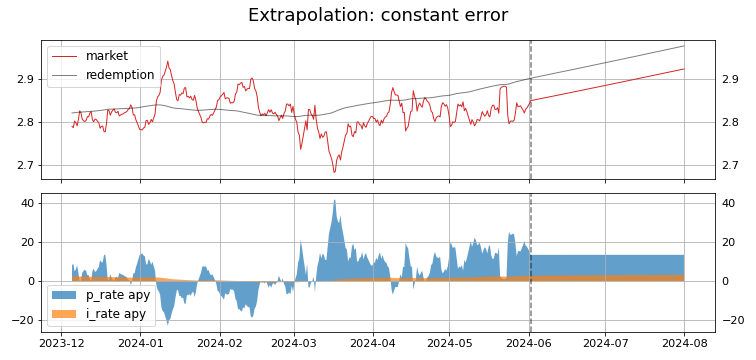 Extrapolation: constant error
market
redemption
2.9
2.8
2.7
2.9
2.8
2.7
40
20
0
−20
40
20
0
−20
p_rate apy
i_rate apy
2023-12 2024-01 2024-02 2024-03 2024-04 2024-05 2024-06 2024-07 2024-08